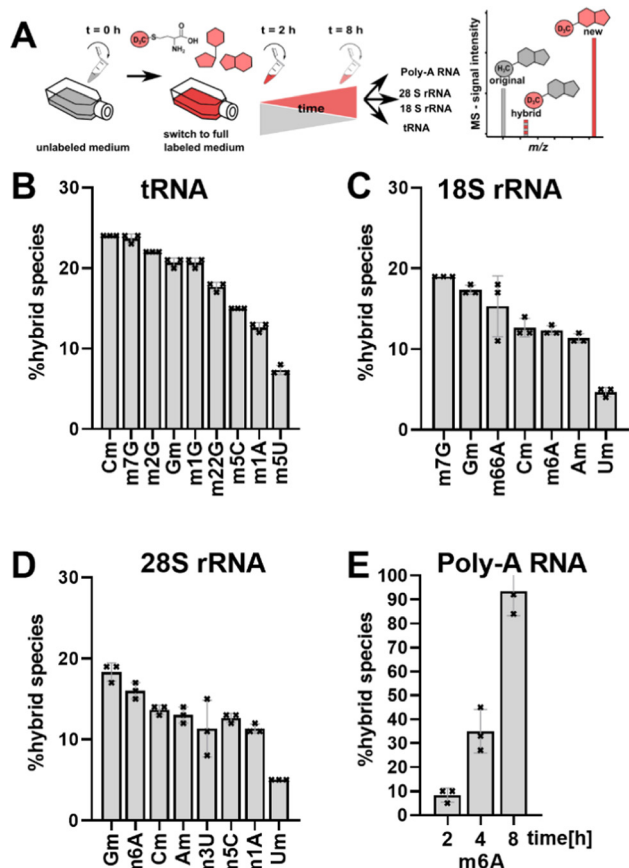 A
t = 0 h
t = 2 h
t = 8 h
D₃C
S
O
OH
NH₂
unlabeled medium
switch to full
labeled medium
time
Poly-A RNA
28 S rRNA
18 S rRNA
tRNA
MS - signal intensity
H₃C
original
D₃C
hybrid
D₃C
new
m/z
B
tRNA
%hybrid species
30
20
10
0
Cm
m7G
m2G
Gm
m1G
m22G
m5C
m1A
m5U
C
18S rRNA
%hybrid species
30
20
10
0
m7G
Gm
m66A
Cm
m6A
Am
Um
D
28S rRNA
%hybrid species
30
20
10
0
Gm
m6A
Cm
Am
m3U
m5C
m1A
Um
E
Poly-A RNA
%hybrid species
100
90
80
70
60
50
40
30
20
10
0
2 4 8 time[h]
m6A